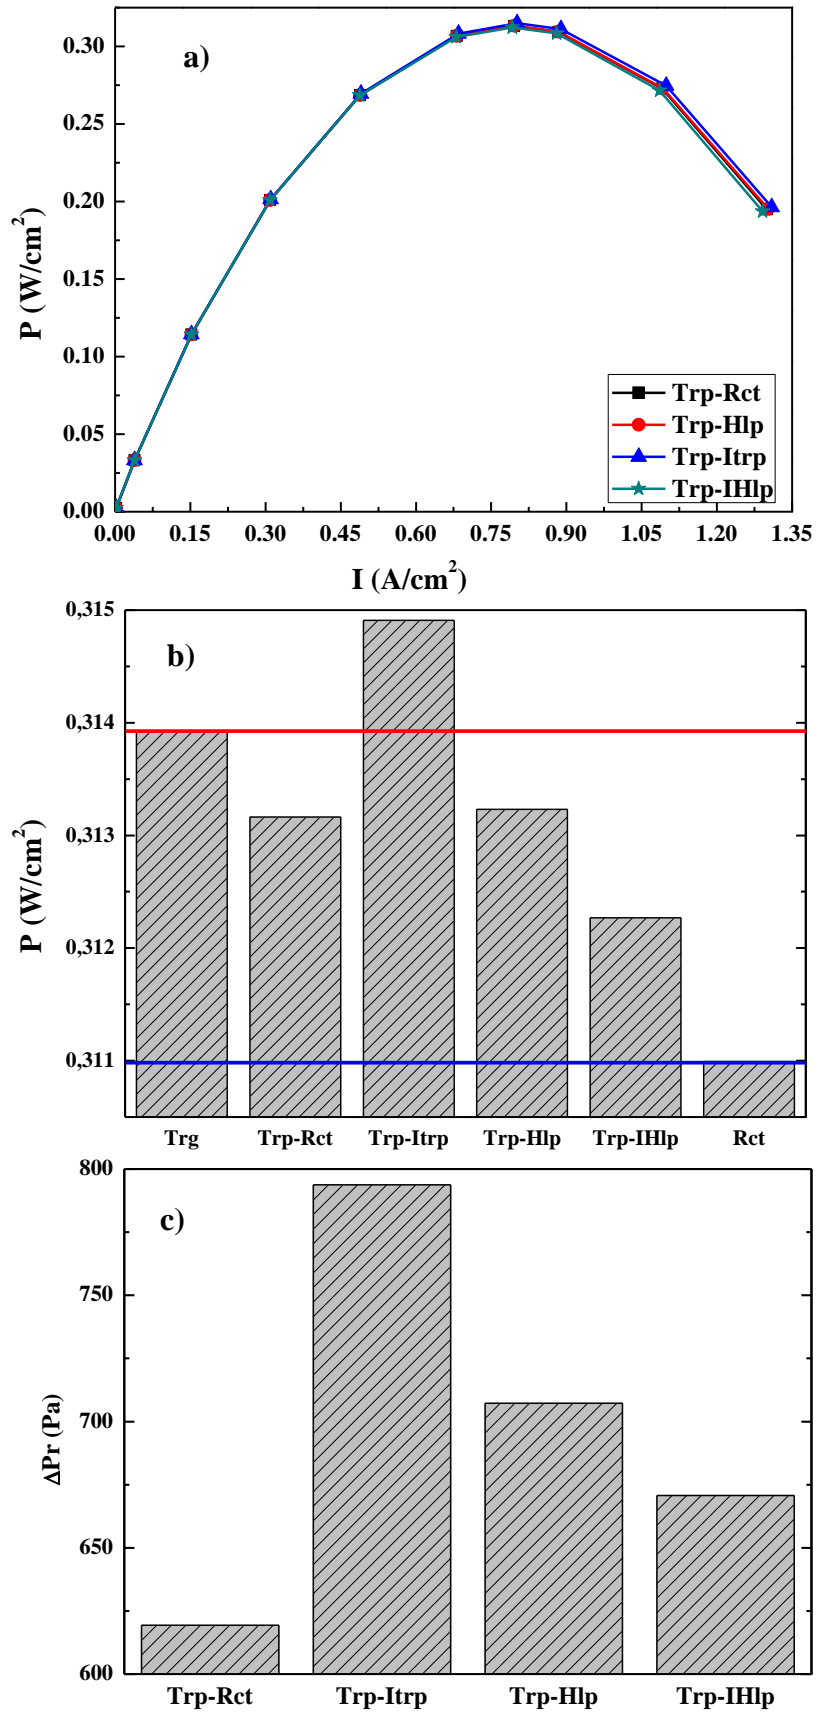 a)
0.30
0.25
0.20
0.15
0.10
0.05
0.00
P (W/cm²)
Trp-Rct
Trp-Hlp
Trp-Itrp
Trp-IHlp
0.00 0.15 0.30 0.45 0.60 0.75 0.90 1.05 1.20 1.35
I (A/cm²)
b)
0,315
0,314
0,313
0,312
0,311
P (W/cm²)
Trg Trp-Rct Trp-Itrp Trp-Hlp Trp-IHlp Rct
c)
800
750
700
650
600
ΔPr (Pa)
Trp-Rct Trp-Itrp Trp-Hlp Trp-IHlp